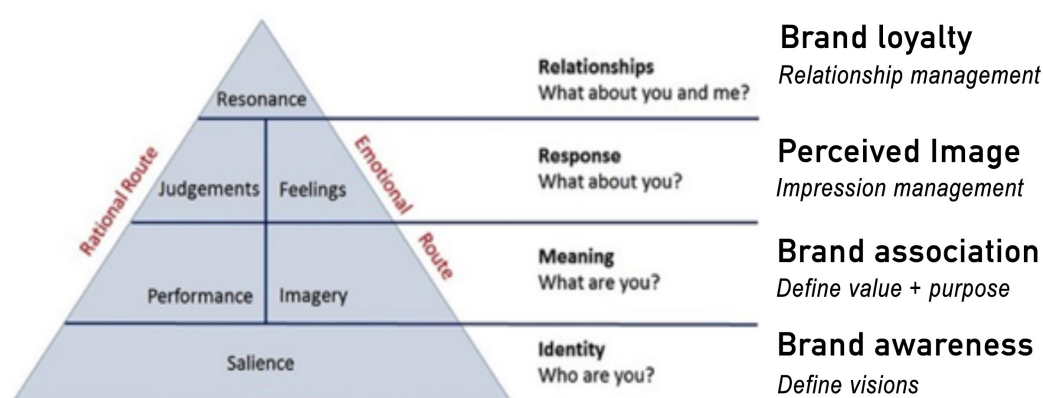 Resonance
Relationships
What about you and me?
Brand loyalty
Relationship management
Rational Route
Emotional Route
Judgements
Feelings
Response
What about you?
Perceived Image
Impression management
Performance
Imagery
Meaning
What are you?
Brand association
Define value + purpose
Salience
Identity
Who are you?
Brand awareness
Define visions